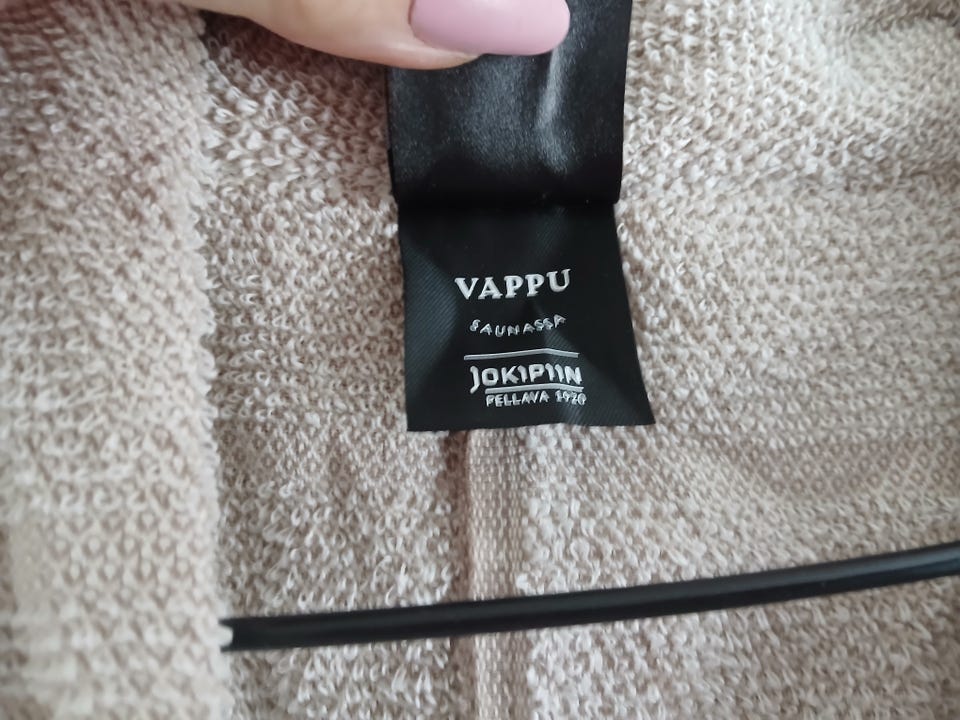 VAPPU
SAUNASSA
JOKIPIIN
PELLAVA 1920